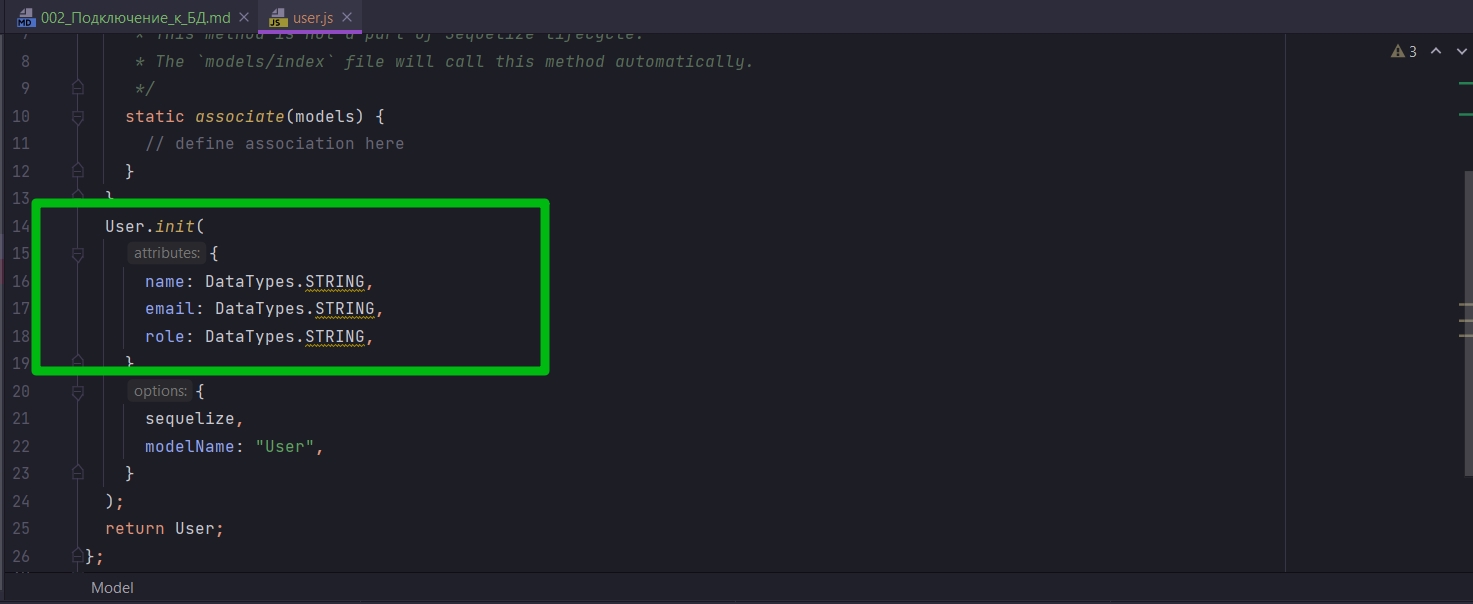 002_Подключение_к_БД.md
user.js
3
7 * This method is not a part of Sequelize lifecycle.
8 * The `models/index` file will call this method automatically.
9 */
10 static associate(models) {
11 // define association here
12 }
13 }
14 User.init(
15 attributes: {
16 name: DataTypes.STRING,
17 email: DataTypes.STRING,
18 role: DataTypes.STRING,
19 }
20 options: {
21 sequelize,
22 modelName: "User",
23 }
24 );
25 return User;
26 };
Model